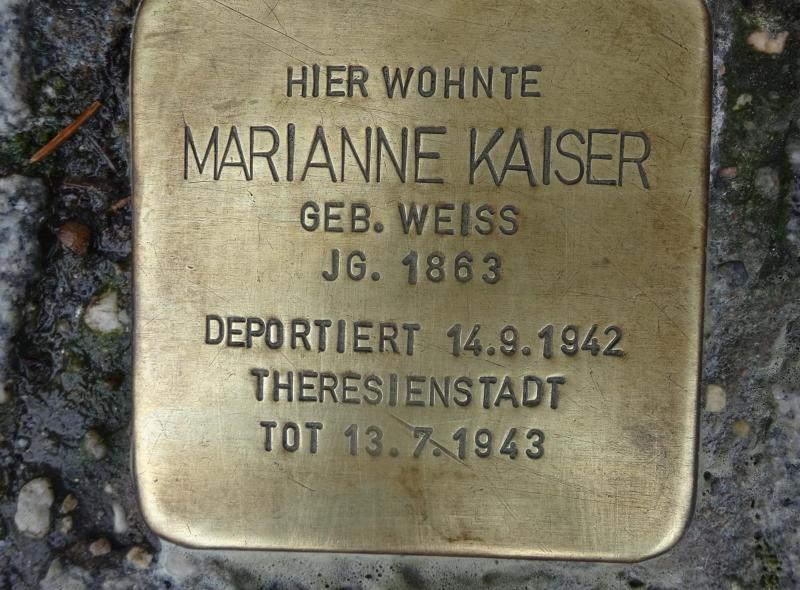 HIER WOHNTE
MARIANNE KAISER
GEB. WEISS
JG. 1863
DEPORTIERT 14.9.1942
THERESIENSTADT
TOT 13.7.1943